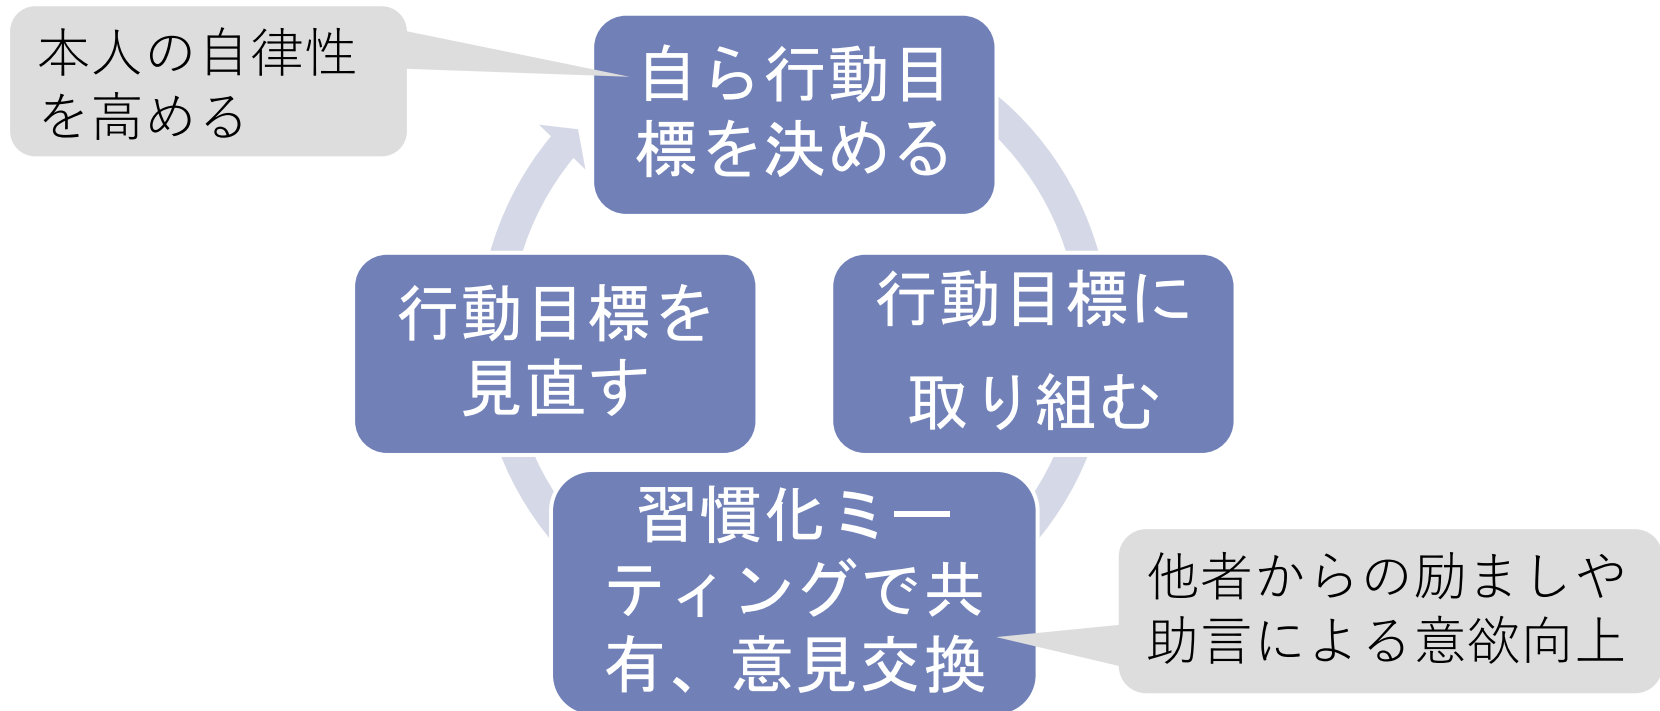 本人の自律性
を高める
自ら行動目
標を決める
行動目標に
取り組む
習慣化ミー
ティングで共
有、意見交換
他者からの励ましや
助言による意欲向上
行動目標を
見直す